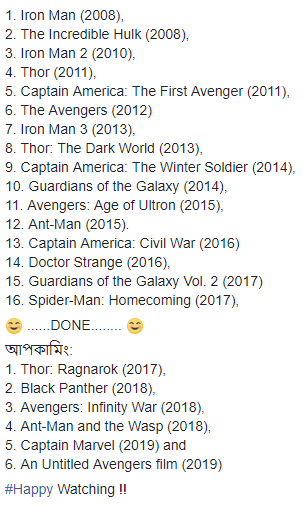 1. Iron Man (2008),
2. The Incredible Hulk (2008),
3. Iron Man 2 (2010),
4. Thor (2011),
5. Captain America: The First Avenger (2011),
6. The Avengers (2012)
7. Iron Man 3 (2013),
8. Thor: The Dark World (2013),
9. Captain America: The Winter Soldier (2014),
10. Guardians of the Galaxy (2014),
11. Avengers: Age of Ultron (2015),
12. Ant-Man (2015).
13. Captain America: Civil War (2016)
14. Doctor Strange (2016),
15. Guardians of the Galaxy Vol. 2 (2017)
16. Spider-Man: Homecoming (2017),
😊 ......DONE........ 😊
আপকামিং:
1. Thor: Ragnarok (2017),
2. Black Panther (2018),
3. Avengers: Infinity War (2018),
4. Ant-Man and the Wasp (2018),
5. Captain Marvel (2019) and
6. An Untitled Avengers film (2019)
#Happy Watching !!